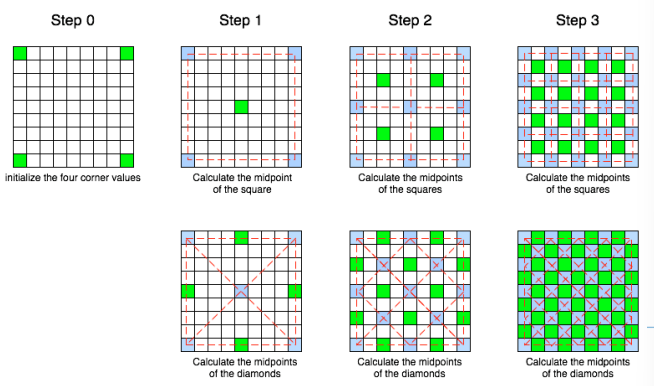 Step 0
Step 1
Step 2
Step 3
initialize the four corner values
Calculate the midpoint
of the square
Calculate the midpoints
of the squares
Calculate the midpoints
of the squares
Calculate the midpoints
of the diamonds
Calculate the midpoints
of the diamonds
Calculate the midpoints
of the diamonds